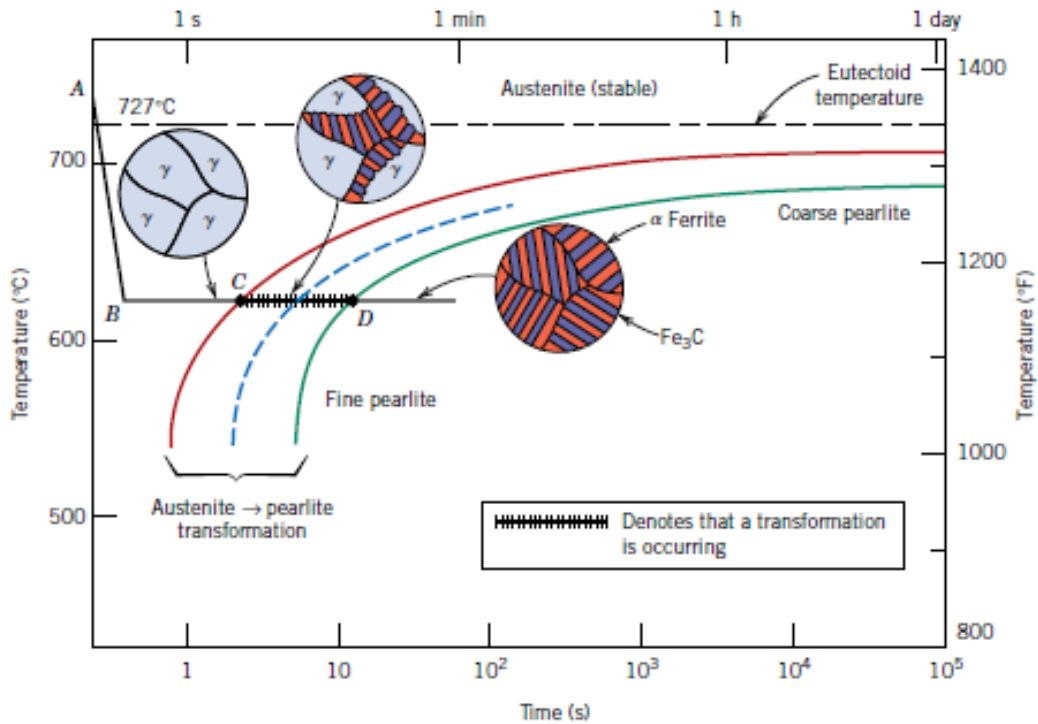 1 s
1 min
1 h
1 day
A
727°C
γ
γ
γ
γ
γ
γ
γ
Austenite (stable)
Eutectoid
temperature
1400
700
1300
α Ferrite
Coarse pearlite
1200
C
B
D
Fe₃C
600
Fine pearlite
1000
Austenite → pearlite
transformation
500
Denotes that a transformation
is occurring
800
1
10
10²
10³
10⁴
10⁵
Time (s)
Temperature (°C)
Temperature (°F)